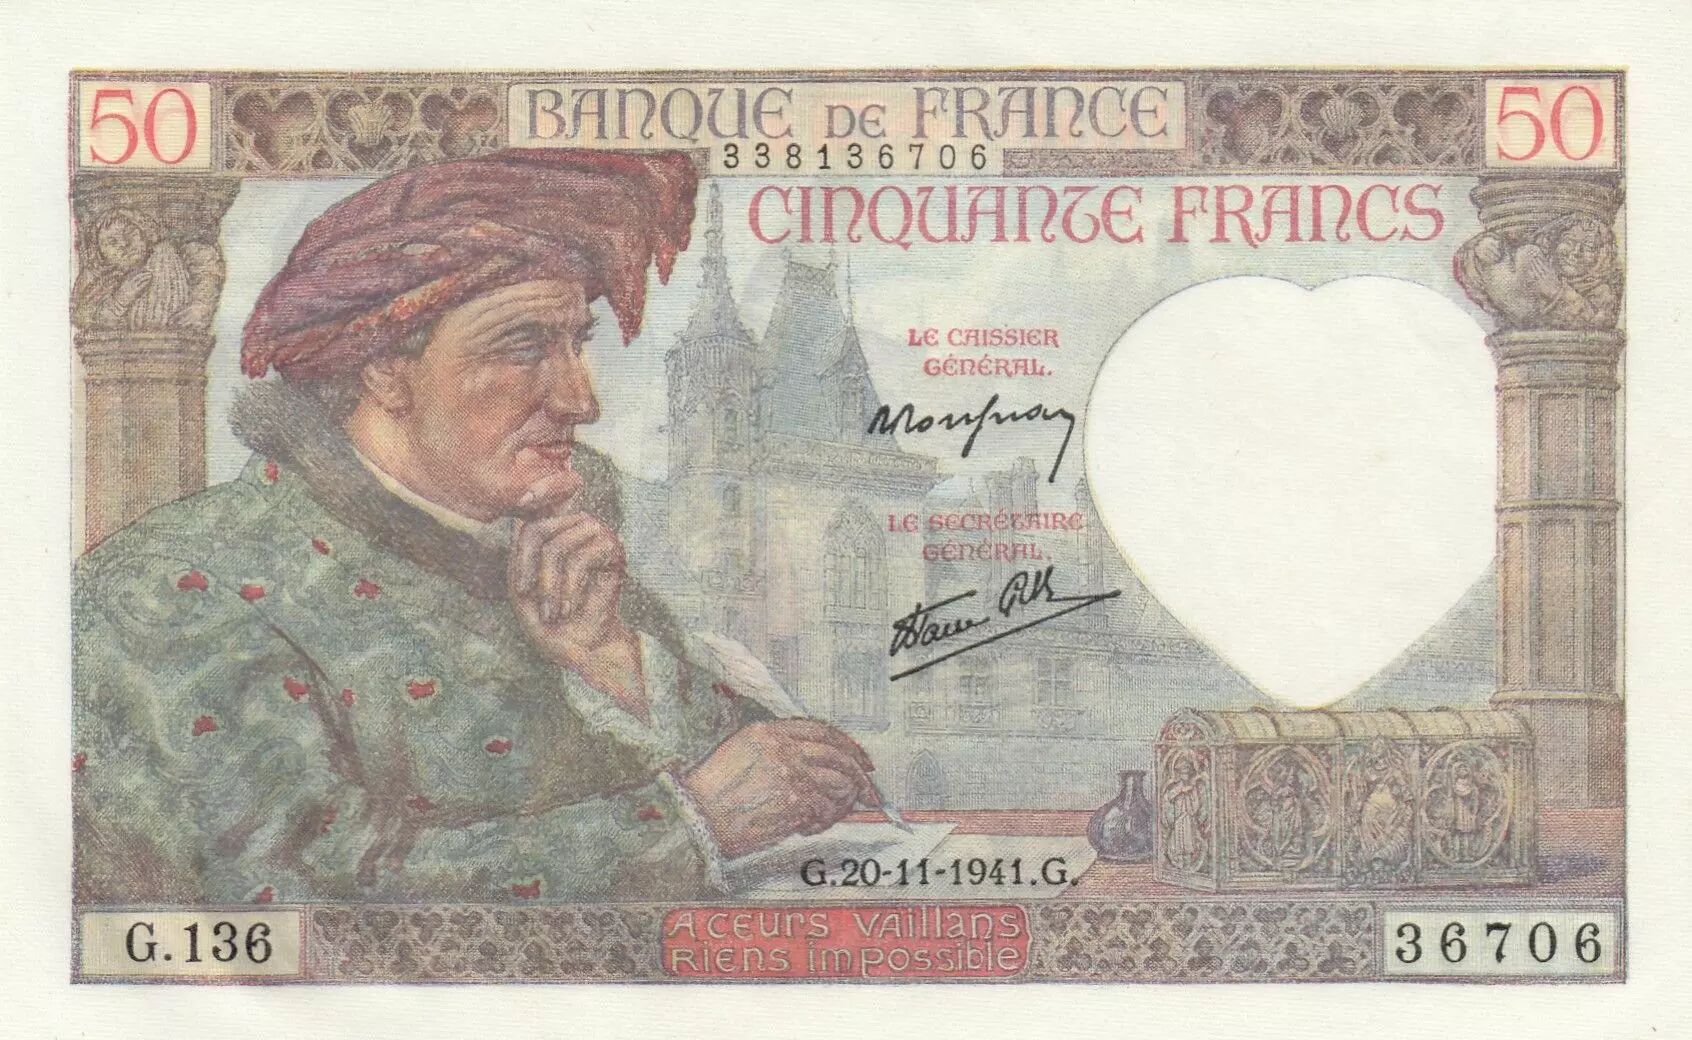 50
BANQUE DE FRANCE
50
338136706
CINQUANTE FRANCS
LE CAISSIER
GÉNÉRAL.
LE SECRÉTAIRE
GÉNÉRAL.
G.20-11-1941.G.
G.136
A CEURS VAILLANS
RIENS IMPOSSIBLE
36706